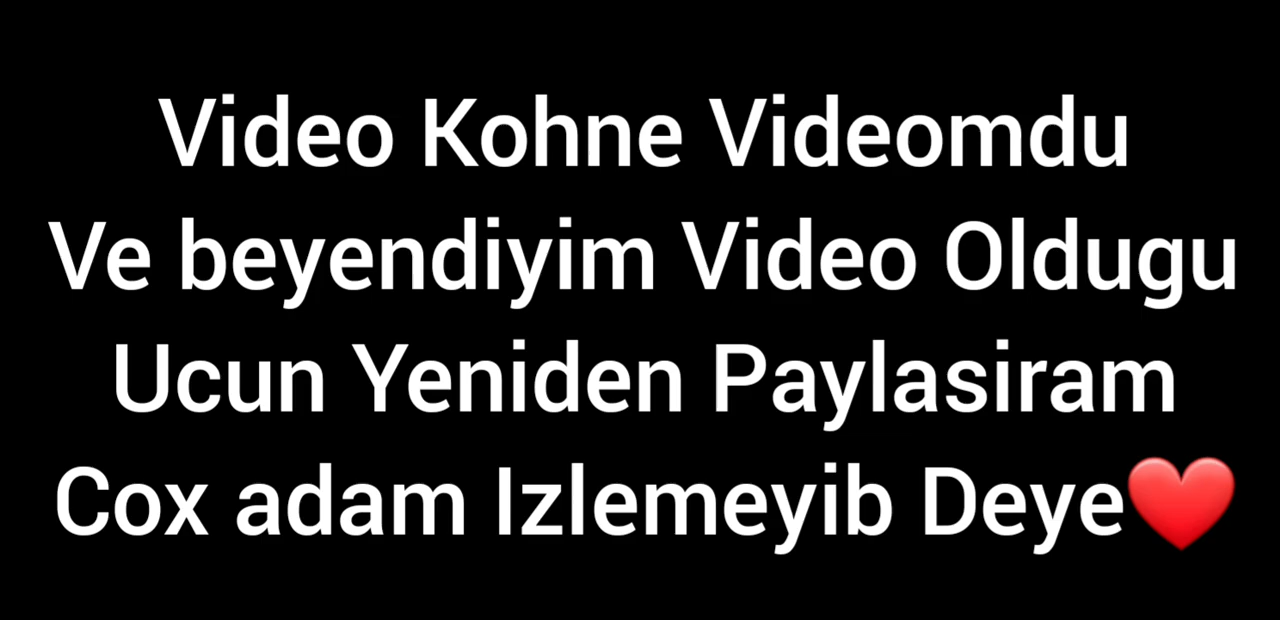 Video Kohne Videomdu
Ve beyendiyim Video Oldugu
Ucun Yeniden Paylasiram
Cox adam Izlemeyib Deye❤️